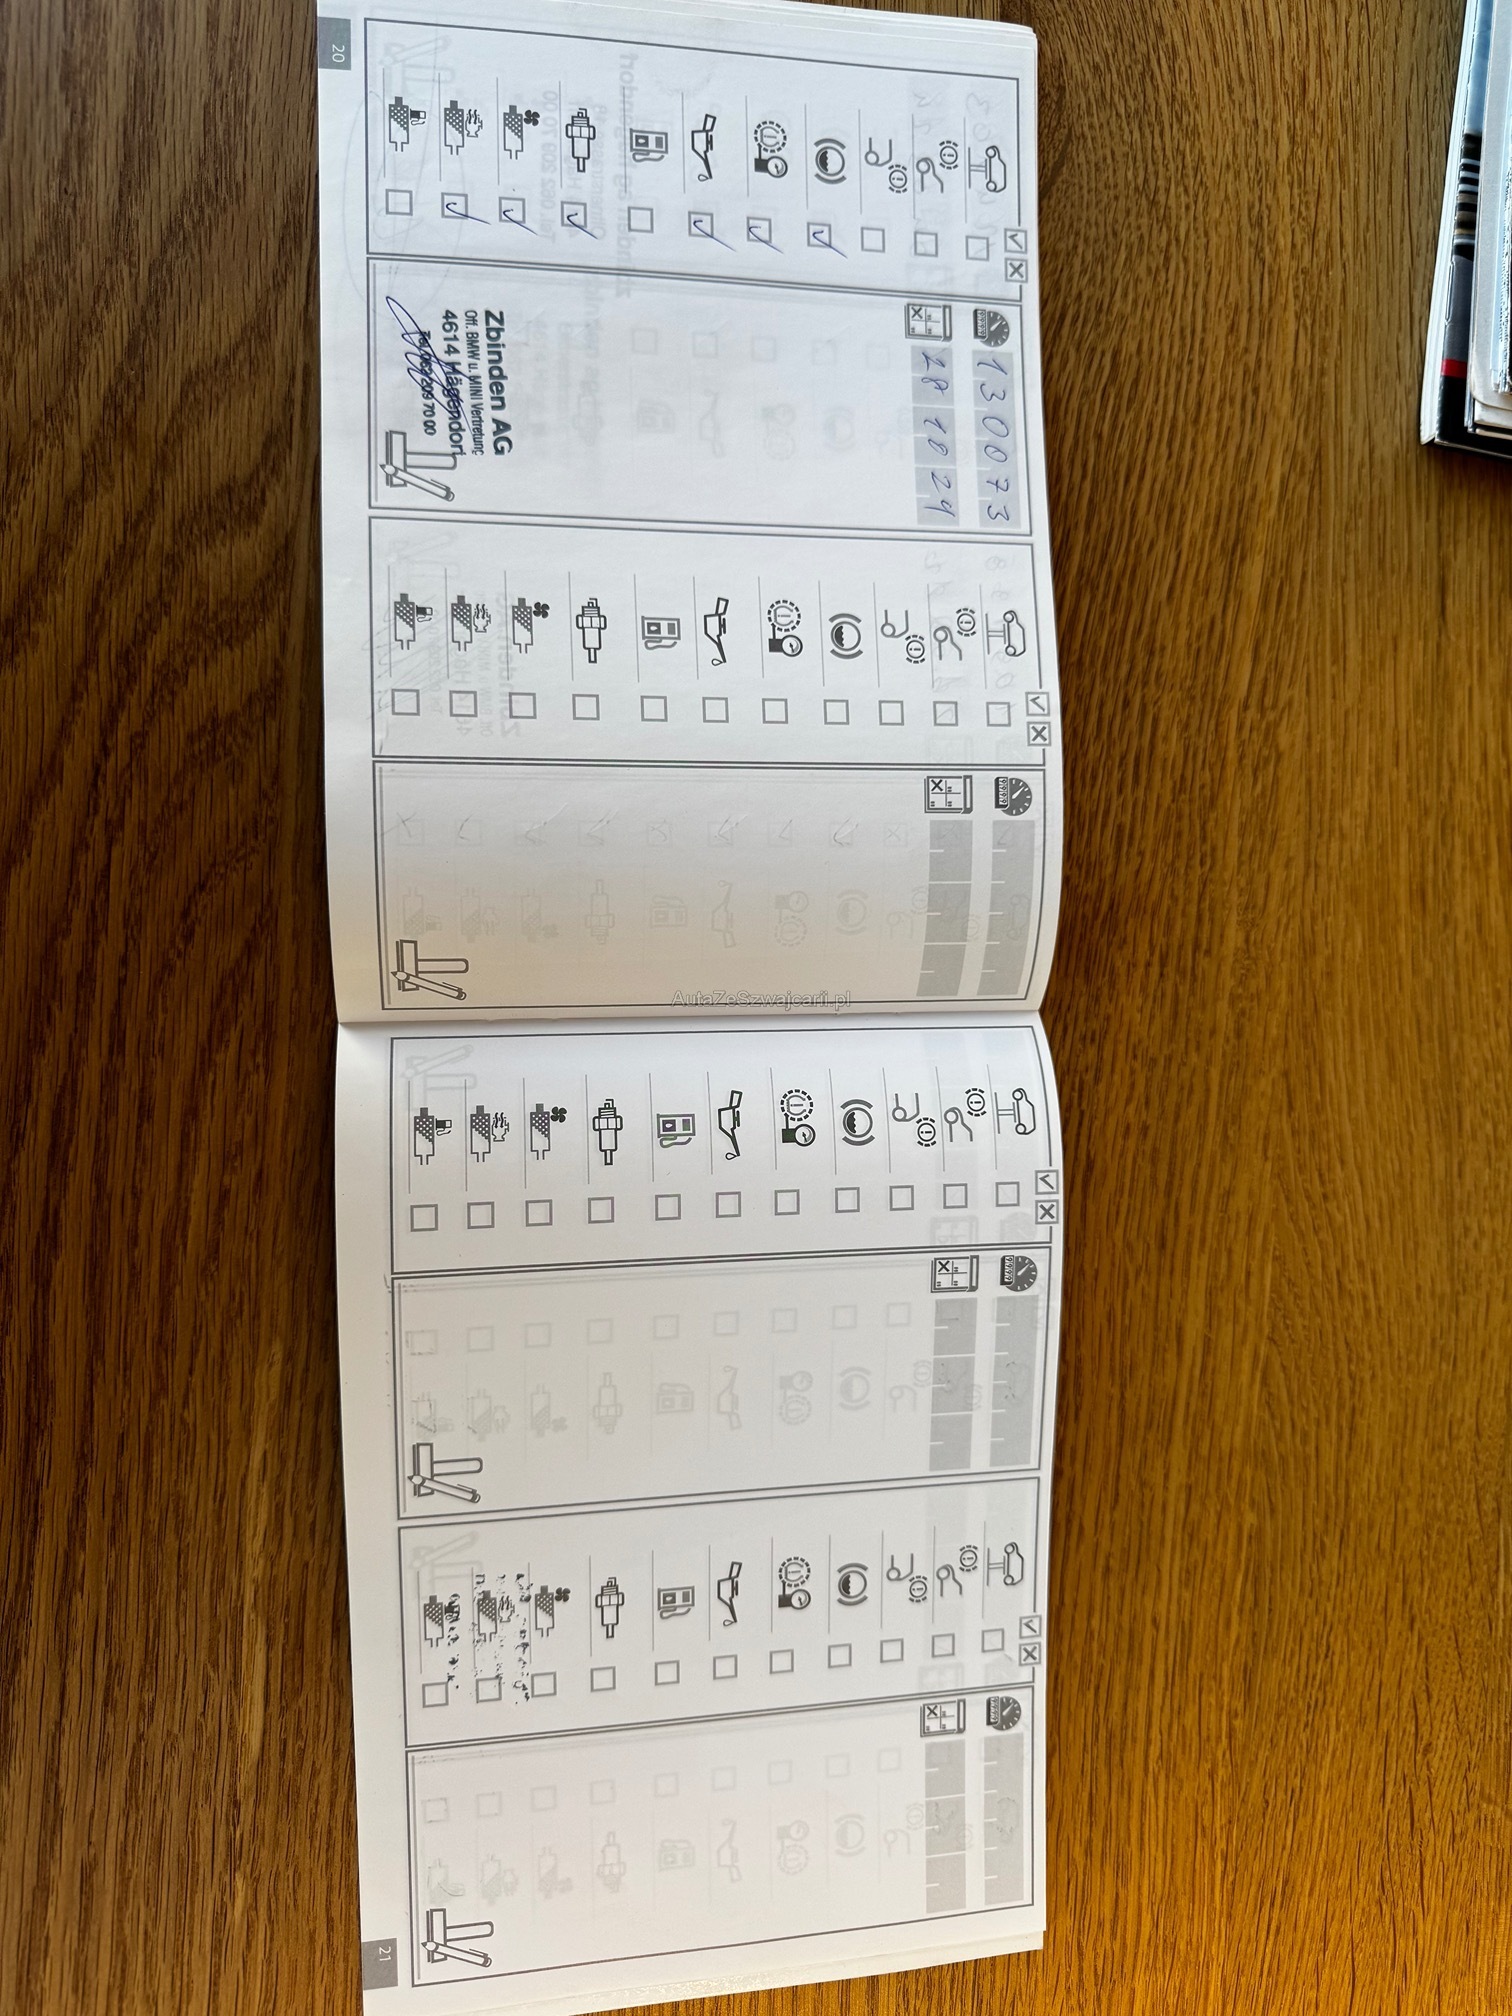 20
130073
28 10 24
Zbinden AG
Off. BMW u. MINI Vertretung
4614 Hägendorf
Tel. 062 209 70 00
AutaZeSzwajcarii.pl
21